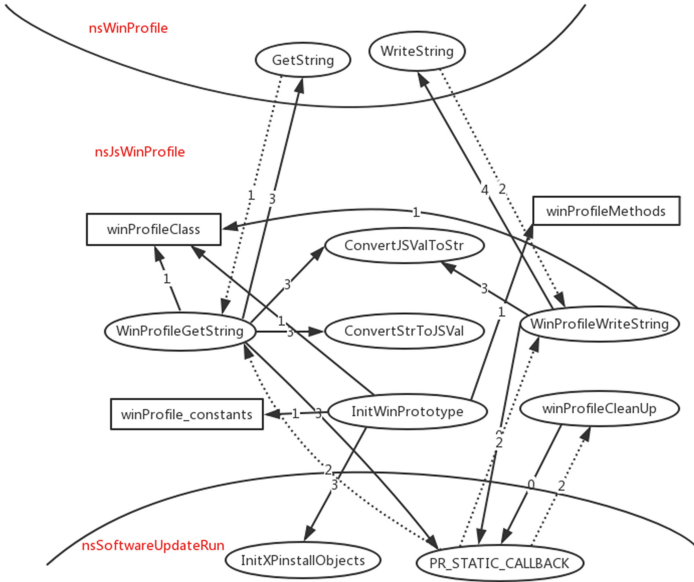 nsWinProfile
WriteString
GetString
nsJsWinProfile
1
3
4
2
1
winProfileMethods
winProfileClass
ConvertJSValToStr
1
3
3
1
1
3
WinProfileGetString
ConvertStrToJSVal
WinProfileWriteString
winProfile_constants
1
3
InitWinPrototype
winProfileCleanUp
2
2
3
0
2
nsSoftwareUpdateRun
InitXPinstallObjects
PR_STATIC_CALLBACK